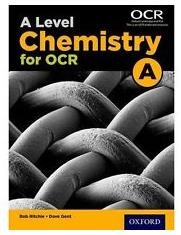 OCR
A Level
Chemistry
for OCR
A
Rob Ritchie • Dave Gent
OXFORD